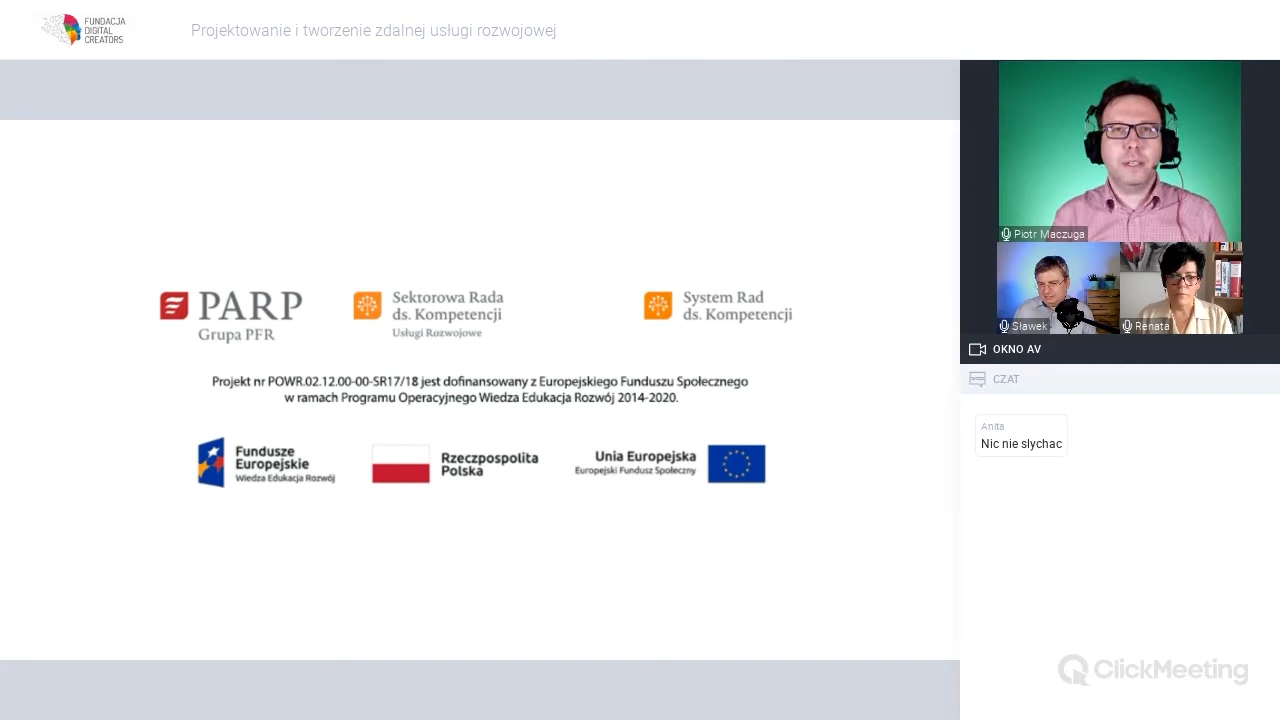 FUNDACJA
DIGITAL
CREATORS
Projektowanie i tworzenie zdalnej usługi rozwojowej
PARP
Grupa PFR
Sektorowa Rada
ds. Kompetencji
Usługi Rozwojowe
System Rad
ds. Kompetencji
Projekt nr POWR.02.12.00-00-SR17/18 jest dofinansowany z Europejskiego Funduszu Społecznego
w ramach Programu Operacyjnego Wiedza Edukacja Rozwój 2014-2020.
Fundusze
Europejskie
Wiedza Edukacja Rozwój
Rzeczpospolita
Polska
Unia Europejska
Europejski Fundusz Społeczny
Piotr Maczuga
Sławek
Renata
OKNO AV
CZAT
Anita
Nic nie slychac
ClickMeeting